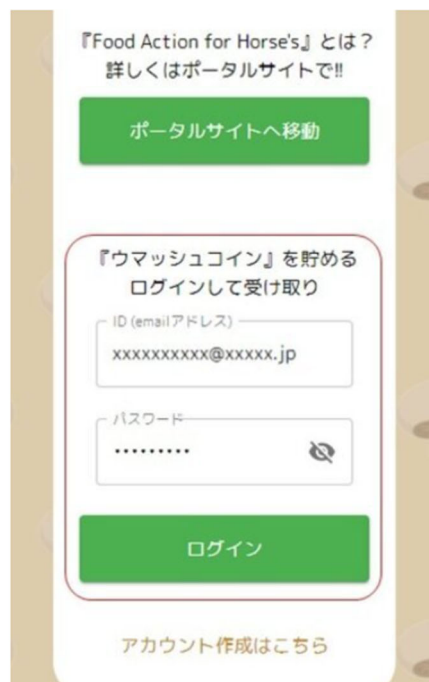 『Food Action for Horse's』とは？
詳しくはポータルサイトで!!
ポータルサイトへ移動
『ウマッシュコイン』を貯める
ログインして受け取り
ID (emailアドレス)
xxxxxxxxxx@xxxxx.jp
パスワード
•••••••••
ログイン
アカウント作成はこちら